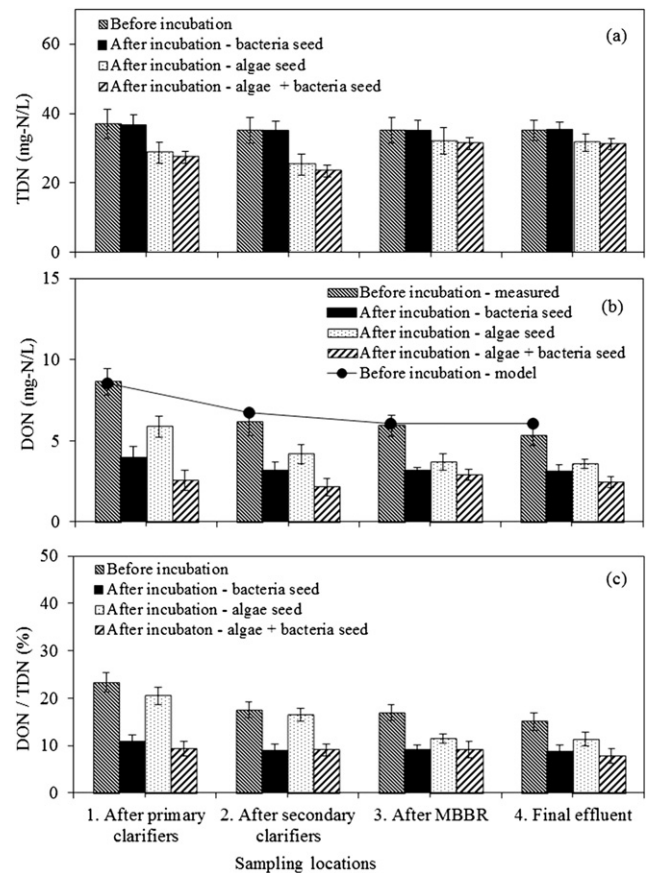 (a)
Before incubation
After incubation - bacteria seed
After incubation - algae seed
After incubation - algae + bacteria seed
TDN (mg-N/L)
60
40
20
0
(b)
Before incubation - measured
After incubation - bacteria seed
After incubation - algae seed
After incubation - algae + bacteria seed
Before incubation - model
DON (mg-N/L)
15
10
5
0
(c)
Before incubation
After incubation - bacteria seed
After incubation - algae seed
After incubaton - algae + bacteria seed
DON / TDN (%)
50
40
30
20
10
0
1. After primary
clarifiers
2. After secondary
clarifiers
3. After MBBR
4. Final effluent
Sampling locations